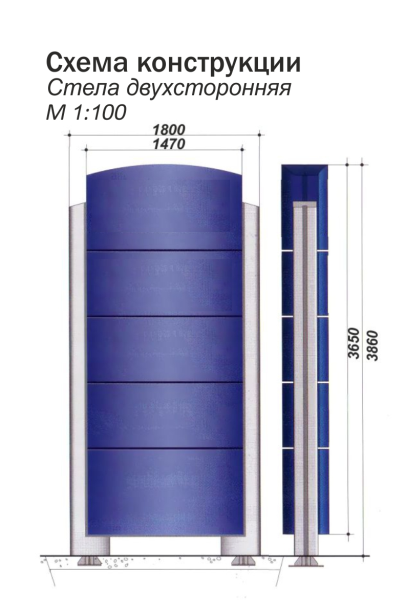 Схема конструкции
Стела двухсторонняя
М 1:100
1800
1470
3650
3860